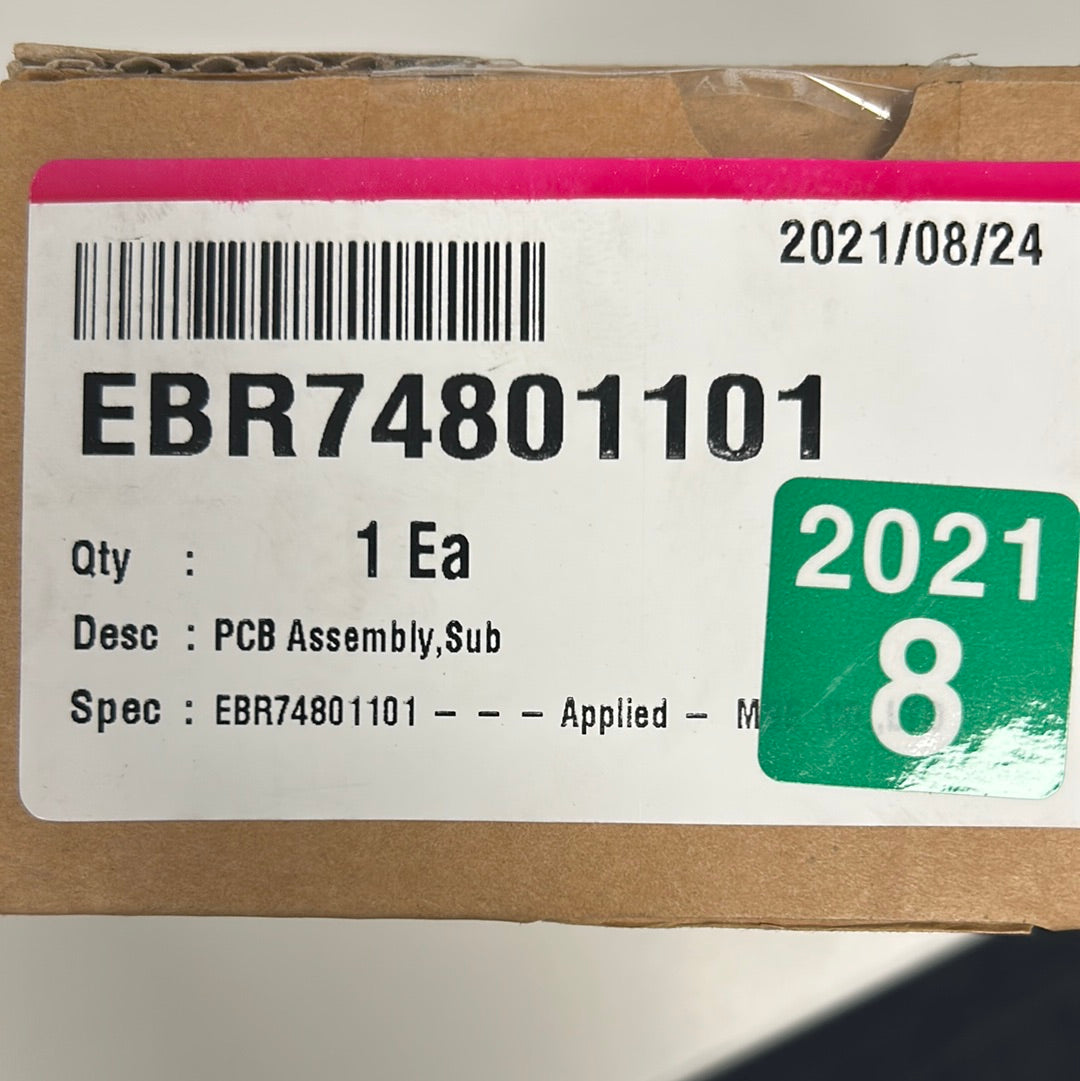 2021/08/24
EBR74801101
Qty : 1 Ea
2021
8
Desc : PCB Assembly,Sub
Spec : EBR74801101 - - - Applied -